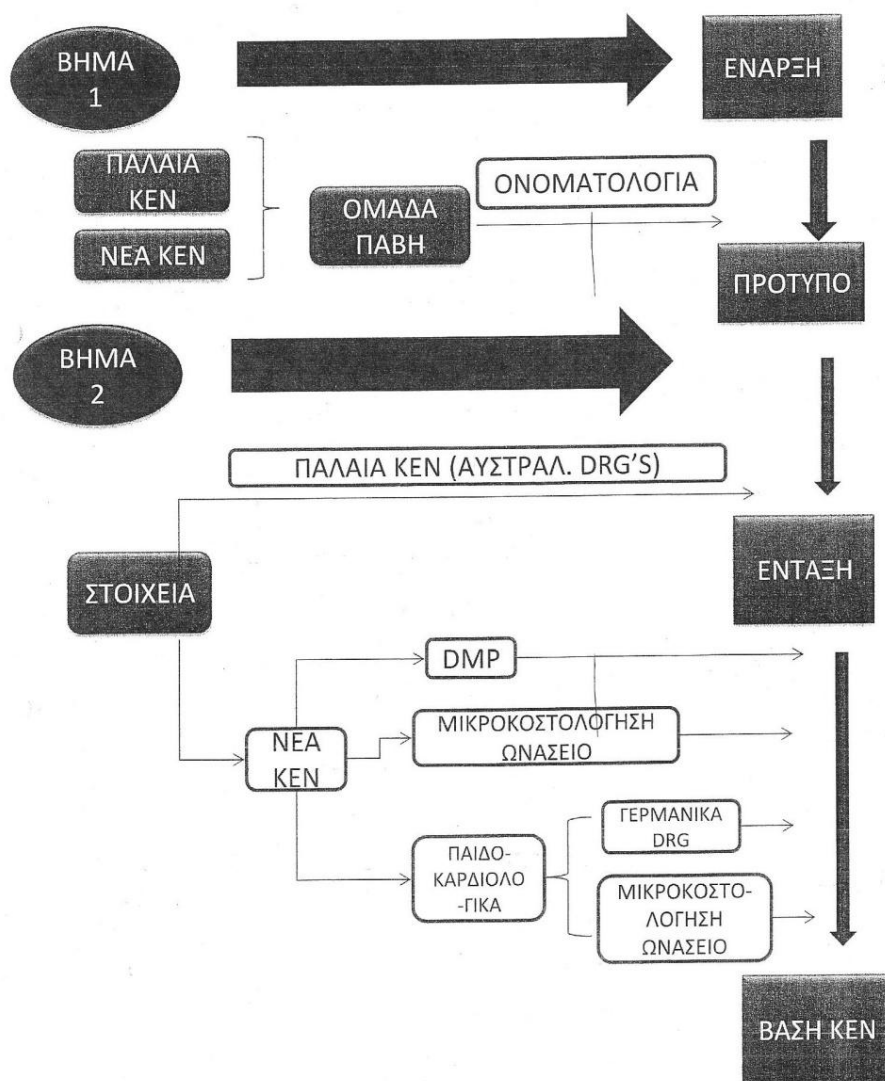 ΒΗΜΑ
1
ΕΝΑΡΞΗ
ΠΑΛΑΙΑ
ΚΕΝ
ΝΕΑ ΚΕΝ
ΟΜΑΔΑ
ΠΑΒΗ
ΟΝΟΜΑΤΟΛΟΓΙΑ
ΠΡΟΤΥΠΟ
ΒΗΜΑ
2
ΠΑΛΑΙΑ ΚΕΝ (ΑΥΣΤΡΑΛ. DRG'S)
ΣΤΟΙΧΕΙΑ
ΕΝΤΑΞΗ
DMP
ΝΕΑ
ΚΕΝ
ΜΙΚΡΟΚΟΣΤΟΛΟΓΗΣΗ
ΩΝΑΣΕΙΟ
ΠΑΙΔΟ-
ΚΑΡΔΙΟΛΟ
-ΓΙΚΑ
ΓΕΡΜΑΝΙΚΑ
DRG
ΜΙΚΡΟΚΟΣΤΟ-
ΛΟΓΗΣΗ
ΩΝΑΣΕΙΟ
ΒΑΣΗ ΚΕΝ